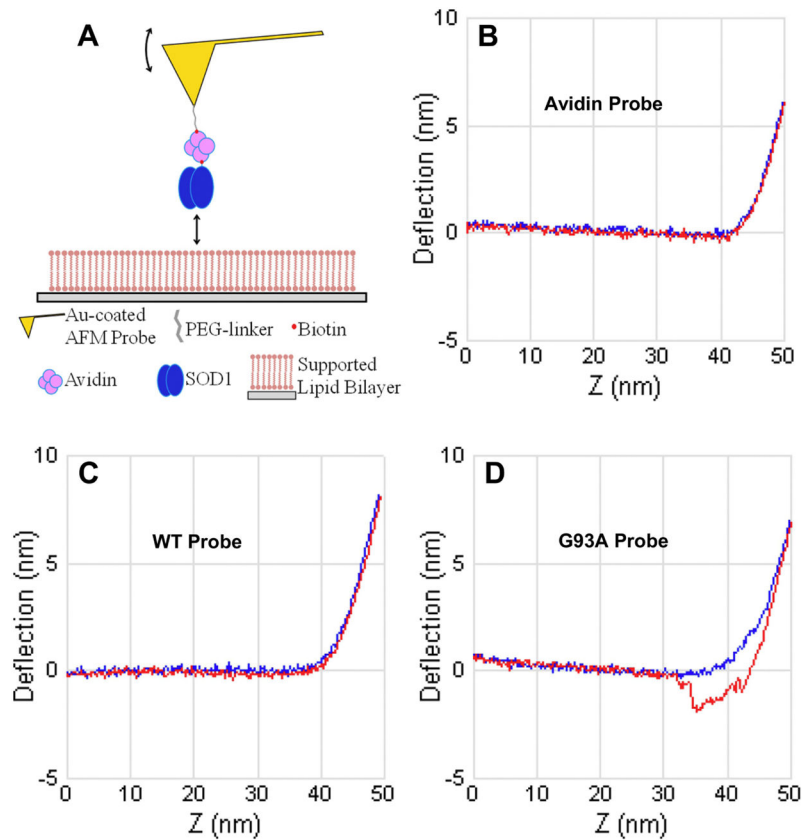 A
Au-coated
AFM Probe
PEG-linker
Biotin
Avidin
SOD1
Supported
Lipid Bilayer
B
Avidin Probe
Deflection (nm)
10
5
0
-5
0 10 20 30 40 50
Z (nm)
C
WT Probe
Deflection (nm)
10
5
0
-5
0 10 20 30 40 50
Z (nm)
D
G93A Probe
Deflection (nm)
10
5
0
-5
0 10 20 30 40 50
Z (nm)